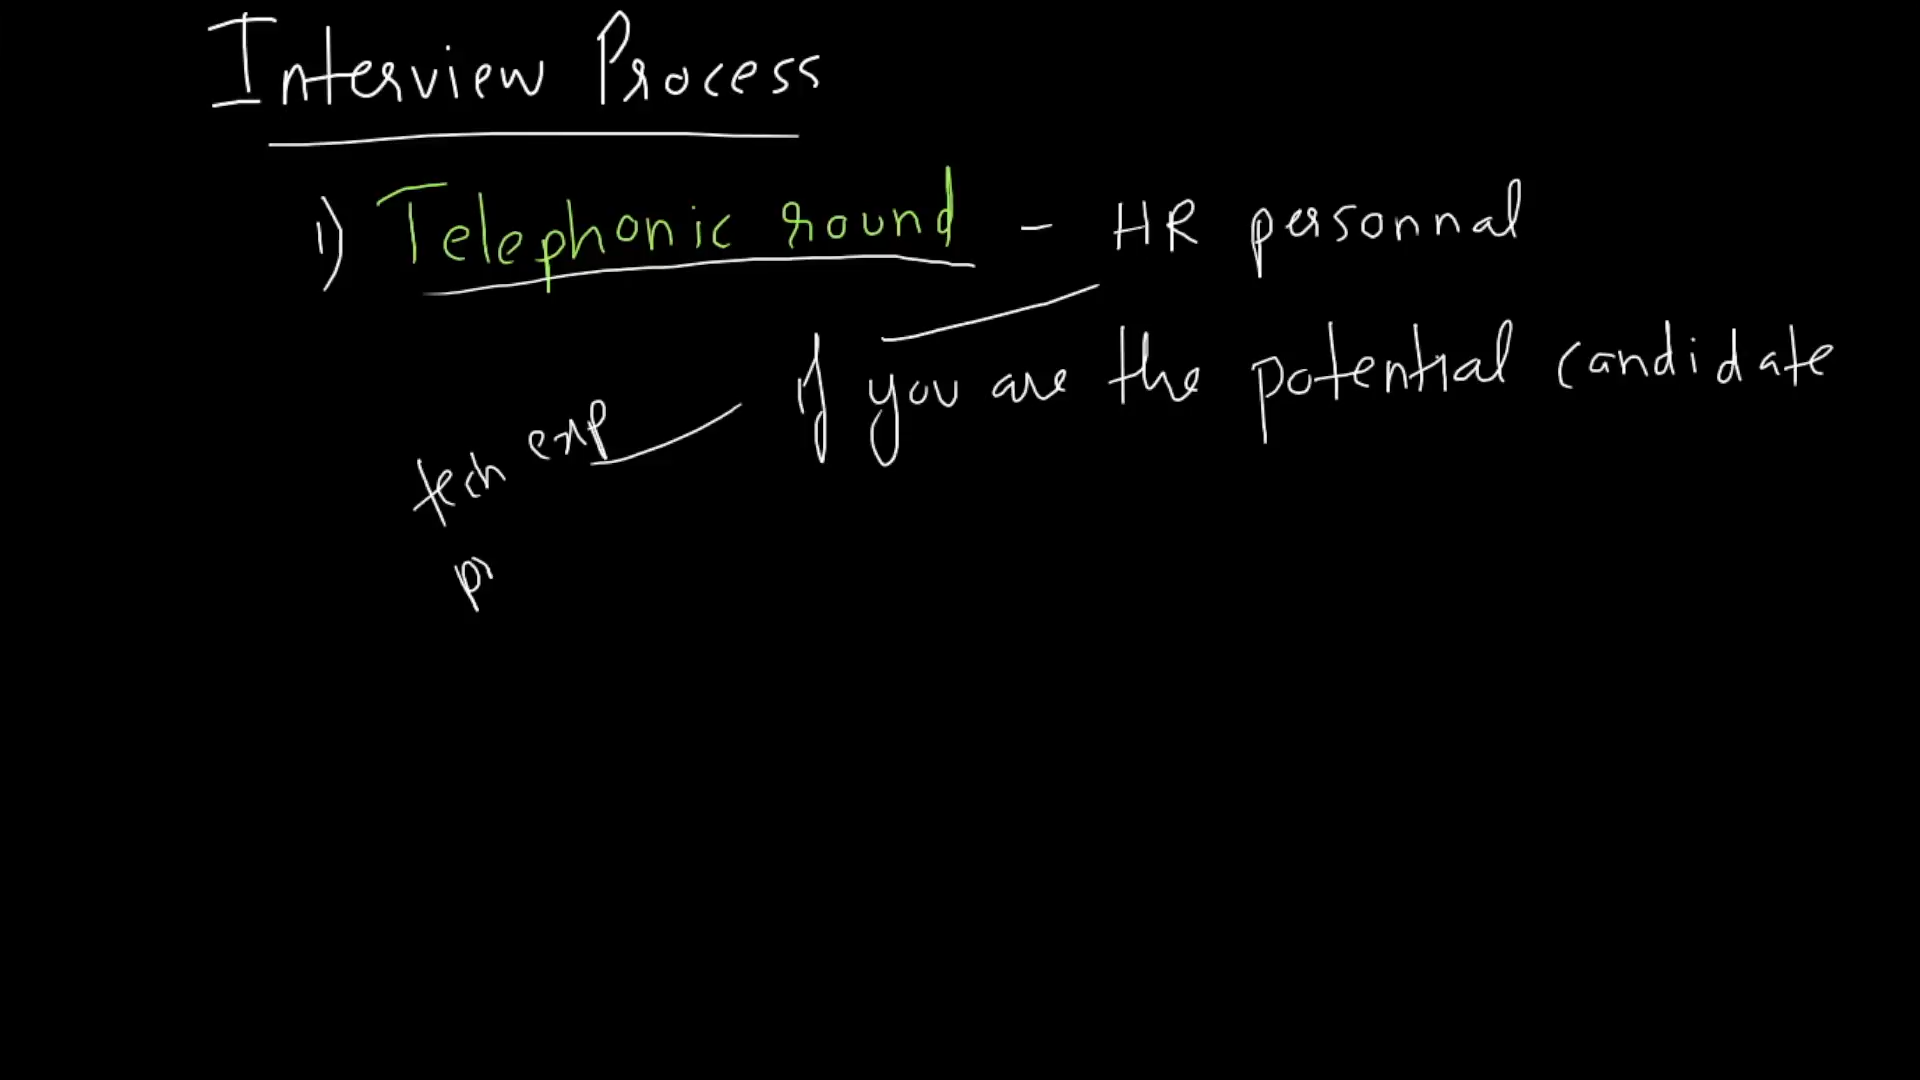 Interview Process
1) Telephonic round - HR personnal
if you are the potential candidate
tech exp